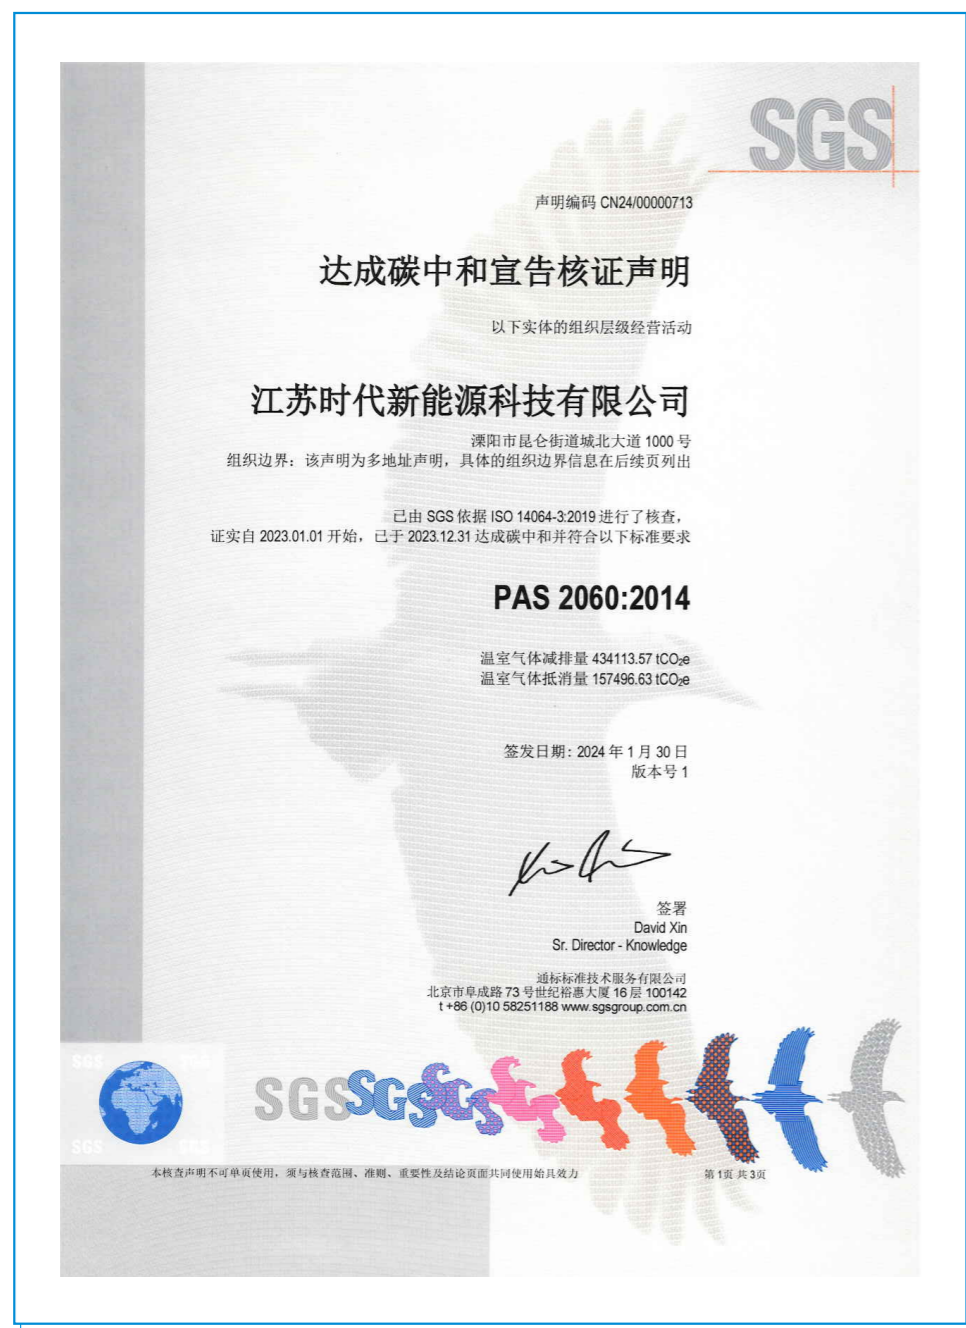 SGS
声明编码 CN24/00000713
达成碳中和宣告核证声明
以下实体的组织层级经营活动
江苏时代新能源科技有限公司
溧阳市昆仑街道城北大道 1000 号
组织边界：该声明为多地址声明，具体的组织边界信息在后续页列出
已由 SGS 依据 ISO 14064-3:2019 进行了核查，
证实自 2023.01.01 开始，已于 2023.12.31 达成碳中和并符合以下标准要求
PAS 2060:2014
温室气体减排量 434113.57 tCO₂e
温室气体抵消量 157496.63 tCO₂e
签发日期: 2024 年 1 月 30 日
版本号 1
签署
David Xin
Sr. Director - Knowledge
通标标准技术服务有限公司
北京市阜成路 73 号世纪裕惠大厦 16 层 100142
t +86 (0)10 58251188 www.sgsgroup.com.cn
SGS SGS
SGS SGS
SGS SGS SGS
本核查声明不可单页使用，须与核查范围、准则、重要性及结论页面共同使用始具效力
第 1页 共 3页